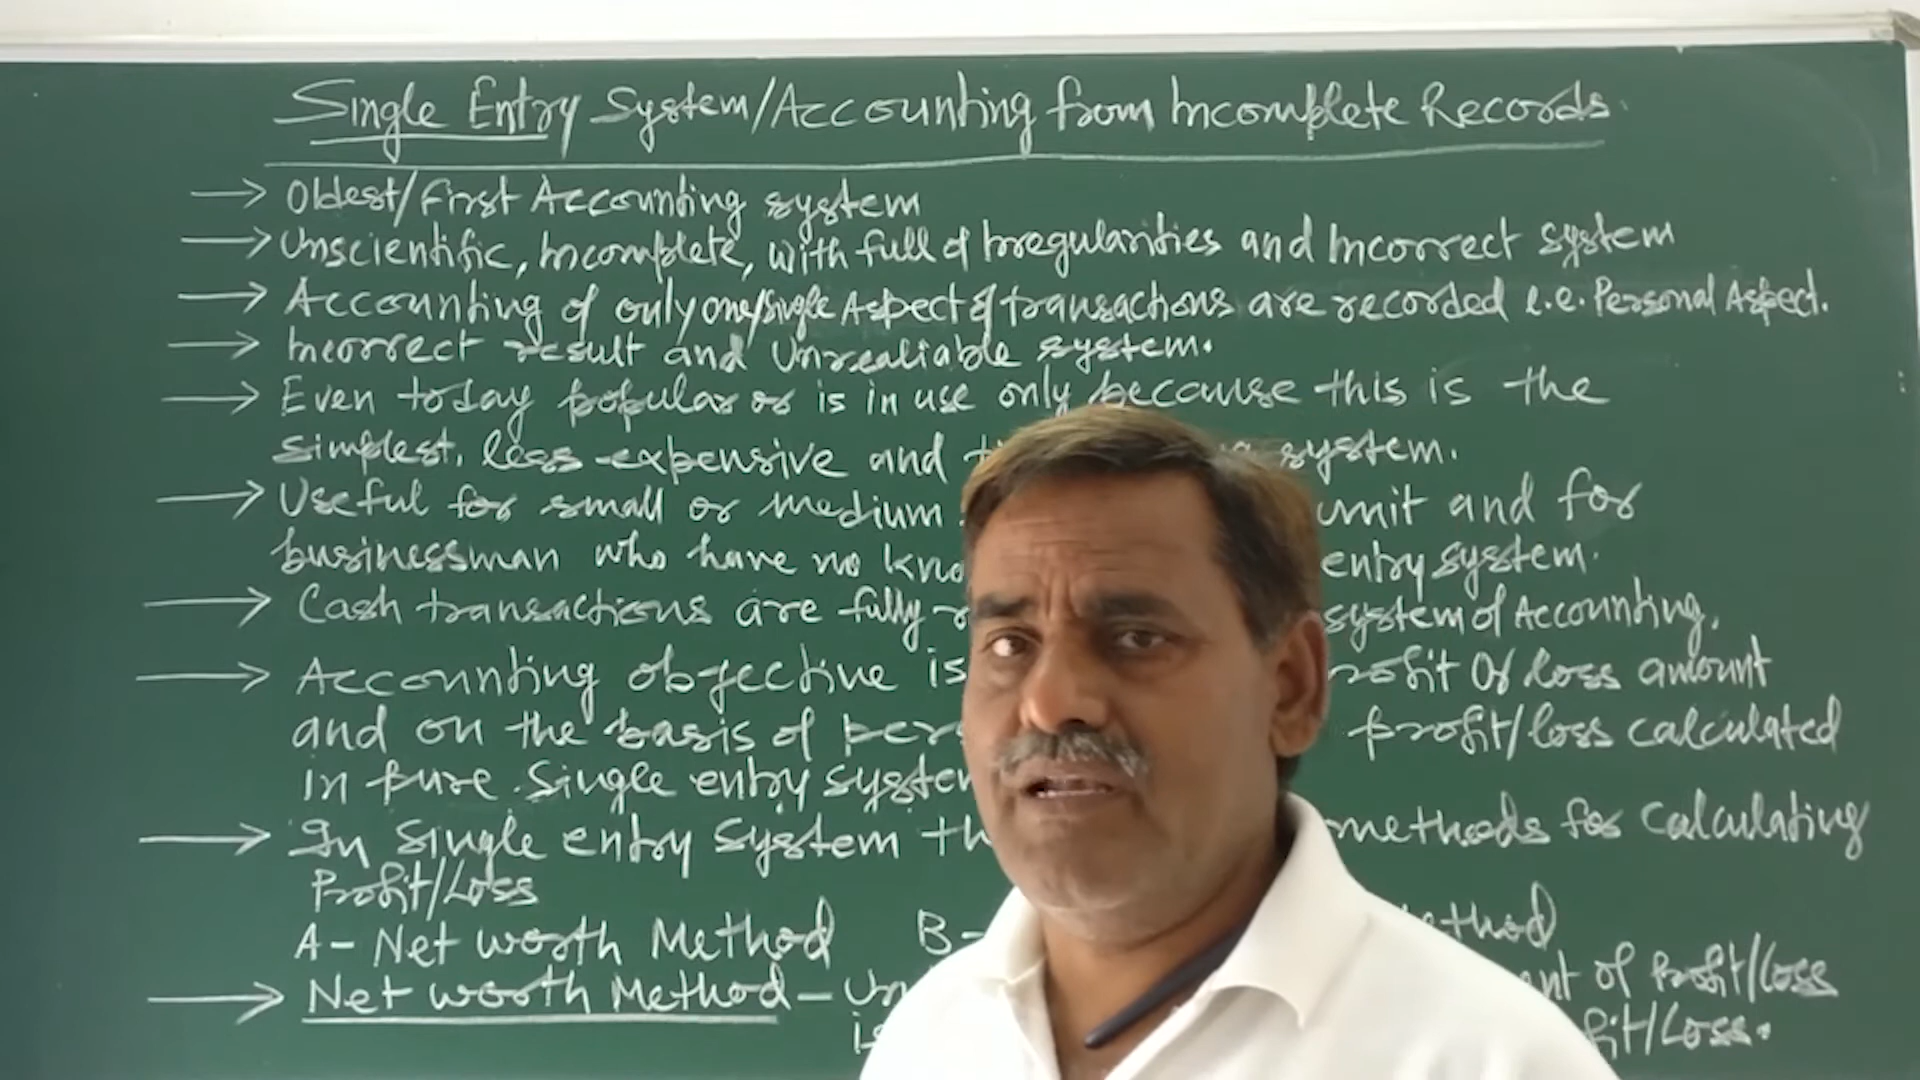 Single Entry System/Accounting from Incomplete Records.
→ Oldest/First Accounting system
→ Unscientific, Incomplete, with full of Irregularities and Incorrect system
→ Accounting of only one/single Aspect of transactions are recorded i.e. Personal Aspect.
→ Incorrect result and Unrealiable system.
→ Even today popular or is in use only because this is the
simplest, less expensive and system.
→ Useful for small or medium unit and for
businessman who have no entry system.
→ Cash transactions are fully system of Accounting.
→ Accounting objective is profit or loss amount
and on the basis of profit/loss calculated
in pure single entry system
→ In single entry system methods for calculating
Profit/Loss
A- Net worth Method B- Method
→ Net worth Method - of Profit/Loss
is Profit/Loss.